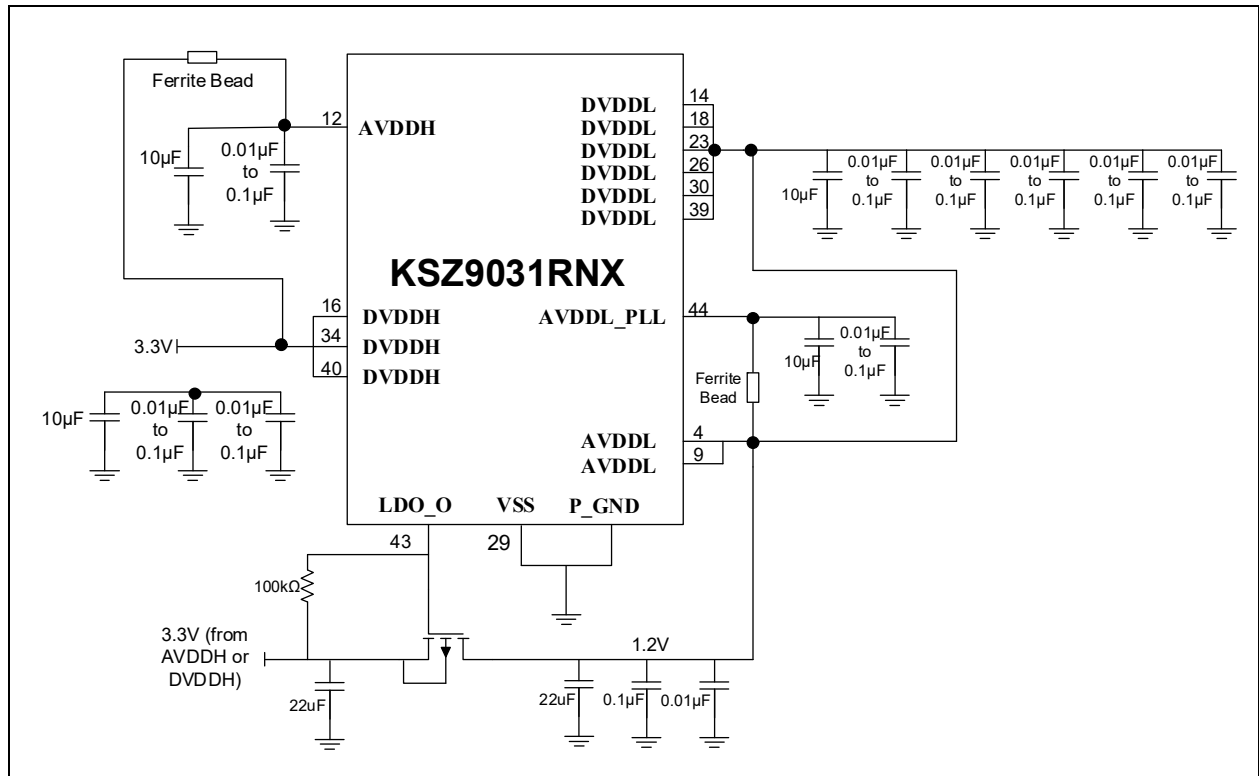 Ferrite Bead
12
AVDDH
10µF
0.01µF
to
0.1µF
DVDDL
14
DVDDL
18
DVDDL
23
DVDDL
26
DVDDL
30
DVDDL
39
10µF
0.01µF
to
0.1µF
0.01µF
to
0.1µF
0.01µF
to
0.1µF
0.01µF
to
0.1µF
0.01µF
to
0.1µF
KSZ9031RNX
16
DVDDH
3.3V
34
DVDDH
40
DVDDH
AVDDL_PLL
44
10µF
0.01µF
to
0.1µF
Ferrite
Bead
10µF
0.01µF
to
0.1µF
0.01µF
to
0.1µF
AVDDL
4
AVDDL
9
LDO_O
VSS
P_GND
43
29
100kΩ
3.3V (from
AVDDH or
DVDDH)
22uF
1.2V
22uF
0.1µF
0.01µF